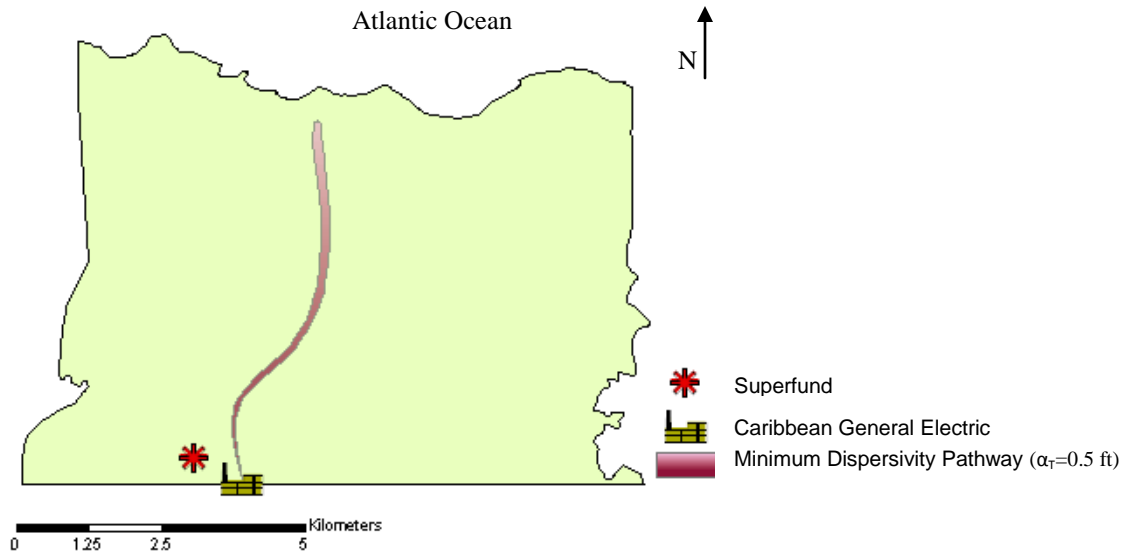 Atlantic Ocean
N
Superfund
Caribbean General Electric
Minimum Dispersivity Pathway (αT=0.5 ft)
Kilometers
0 1.25 2.5 5